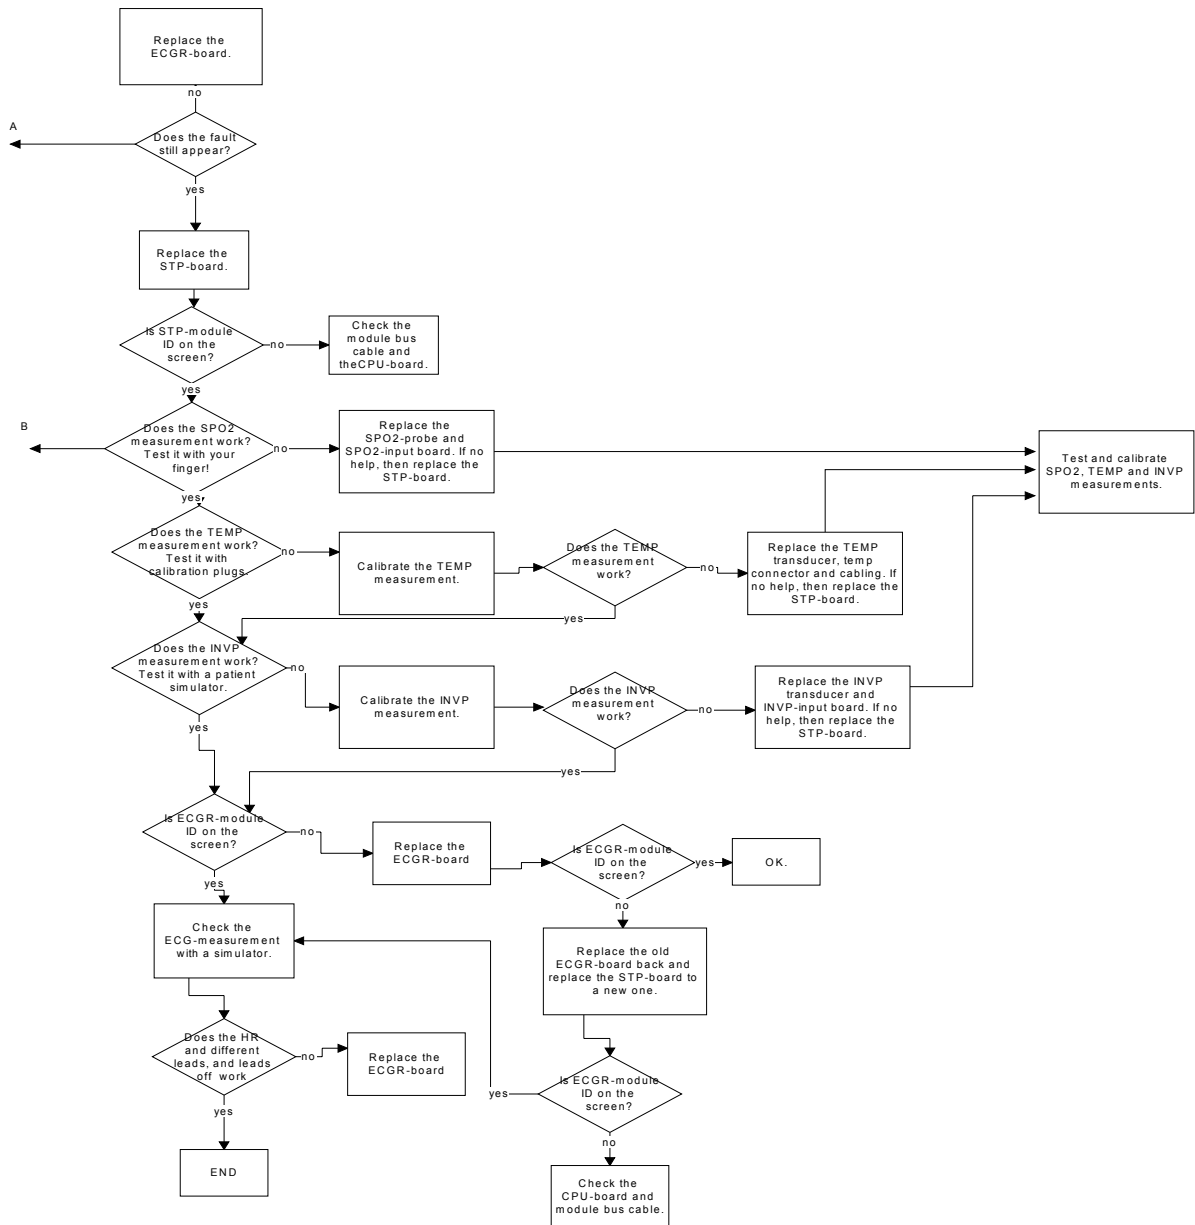 Replace the
ECGR-board.
no
A
Does the fault
still appear?
yes
Replace the
STP-board.
Is STP-module
ID on the
screen?
no
Check the
module bus
cable and
theCPU-board.
yes
B
Does the SPO2
measurement work?
Test it with your
finger!
no
Replace the
SPO2-probe and
SPO2-input board. If no
help, then replace the
STP-board.
Test and calibrate
SPO2, TEMP and INVP
measurements.
yes
Does the TEMP
measurement work?
Test it with
calibration plugs.
no
Calibrate the TEMP
measurement.
Does the TEMP
measurement
work?
no
Replace the TEMP
transducer, temp
connector and cabling. If
no help, then replace the
STP-board.
yes
yes
Does the INVP
measurement work?
Test it with a patient
simulator.
no
Calibrate the INVP
measurement.
Does the INVP
measurement
work?
no
Replace the INVP
transducer and
INVP-input board. If no
help, then replace the
STP-board.
yes
yes
Is ECGR-module
ID on the
screen?
no
Replace the
ECGR-board
Is ECGR-module
ID on the
screen?
yes
OK.
yes
no
Check the
ECG-measurement
with a simulator.
Replace the old
ECGR-board back and
replace the STP-board to
a new one.
Does the HR
and different
leads, and leads
off work
no
Replace the
ECGR-board
Is ECGR-module
ID on the
screen?
yes
yes
no
END
Check the
CPU-board and
module bus cable.